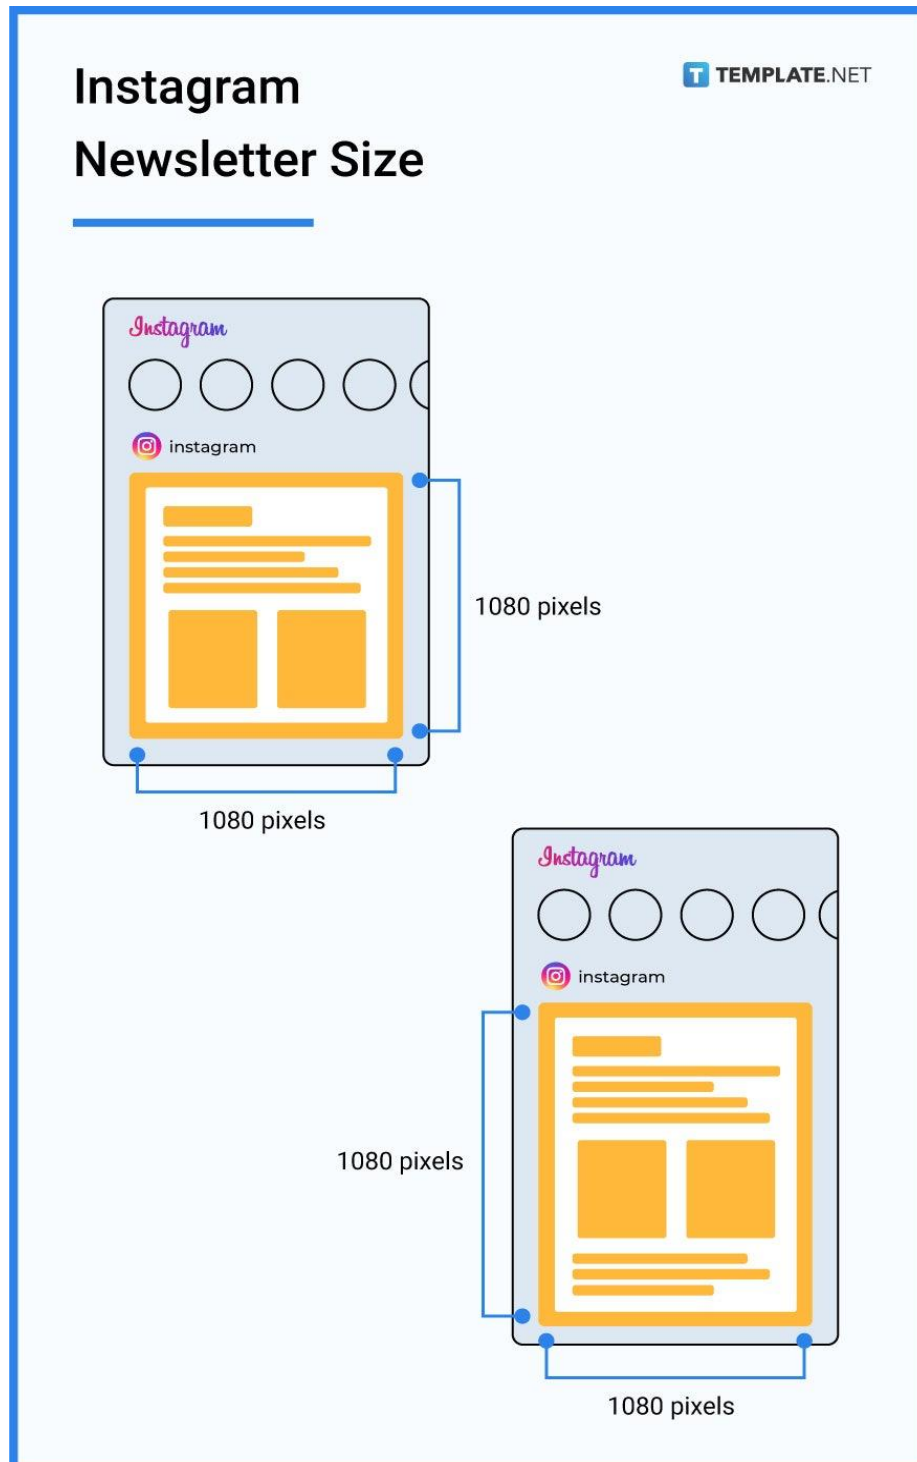 Instagram
Newsletter Size
T TEMPLATE.NET
Instagram
instagram
1080 pixels
1080 pixels
Instagram
instagram
1080 pixels
1080 pixels